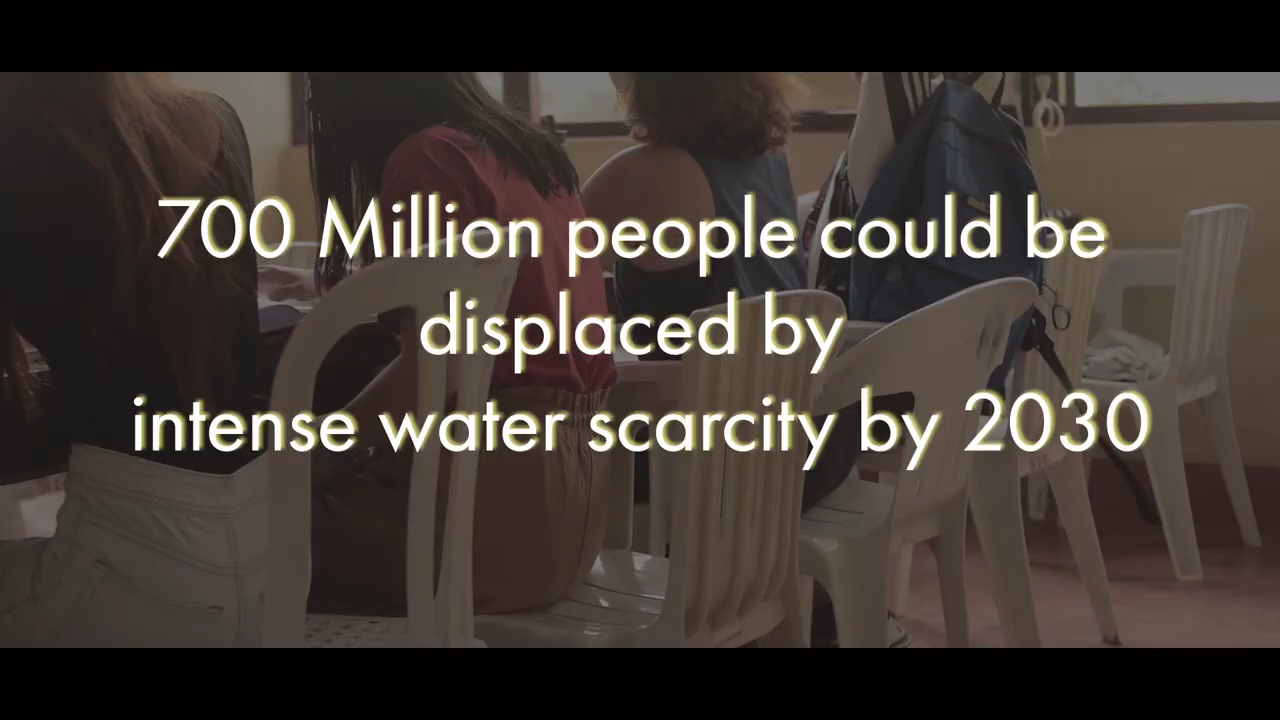 700 Million people could be
displaced by
intense water scarcity by 2030